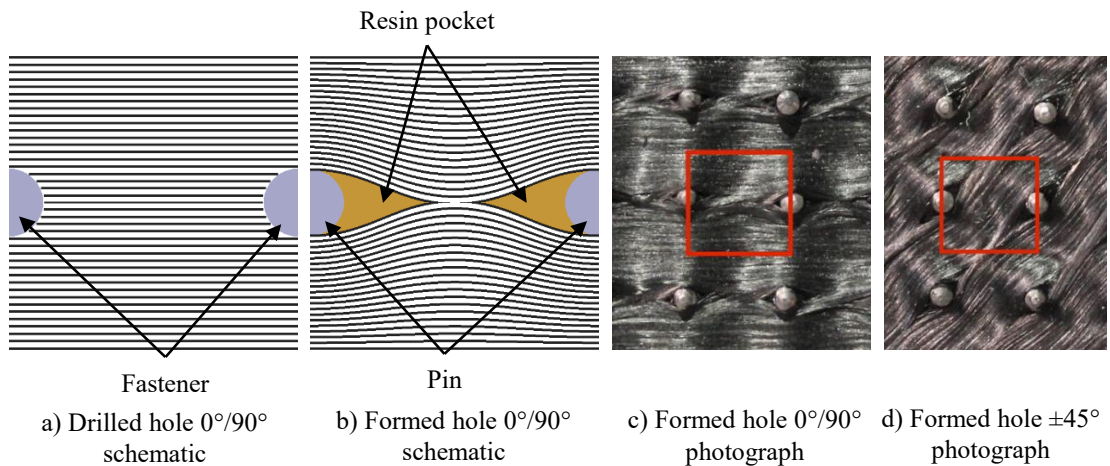 Resin pocket
Fastener
Pin
a) Drilled hole 0°/90°
schematic
b) Formed hole 0°/90°
schematic
c) Formed hole 0°/90°
photograph
d) Formed hole ±45°
photograph